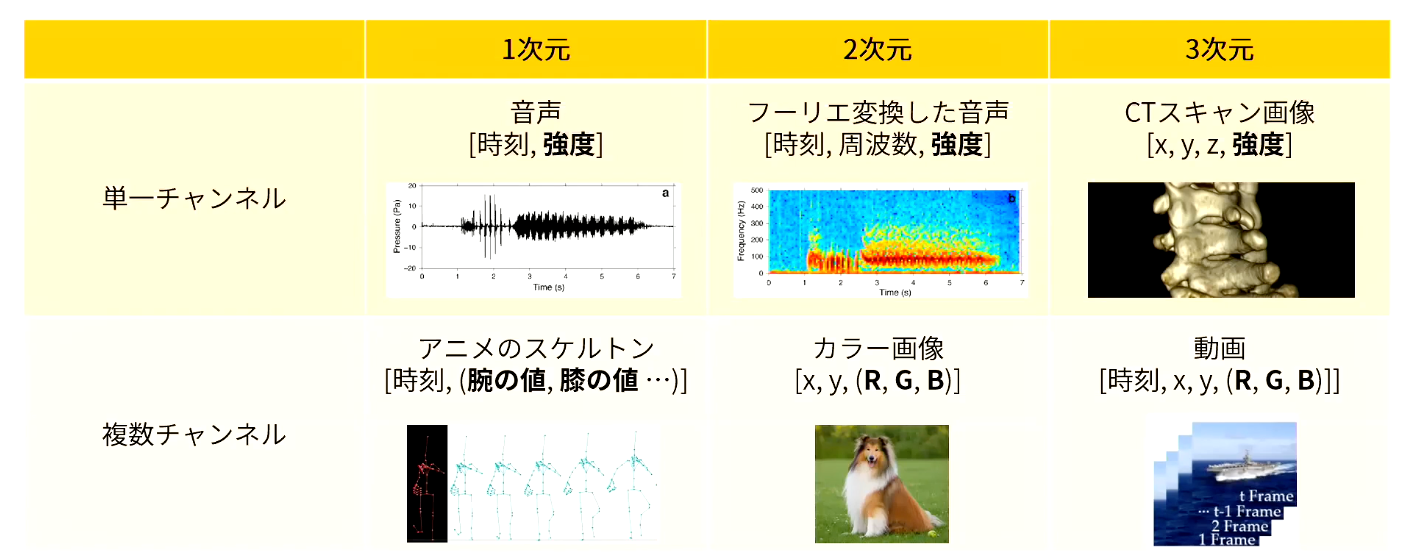 1次元
2次元
3次元
単一チャンネル
音声
[時刻, 強度]
a
20
10
0
−10
−20
Pressure (Pa)
0 1 2 3 4 5 6 7
Time (s)
フーリエ変換した音声
[時刻, 周波数, 強度]
b
500
400
300
200
100
0
Frequency (Hz)
0 1 2 3 4 5 6 7
Time (s)
CTスキャン画像
[x, y, z, 強度]
複数チャンネル
アニメのスケルトン
[時刻, (腕の値, 膝の値 …)]
カラー画像
[x, y, (R, G, B)]
動画
[時刻, x, y, (R, G, B)]]
t Frame
… t-1 Frame
2 Frame
1 Frame